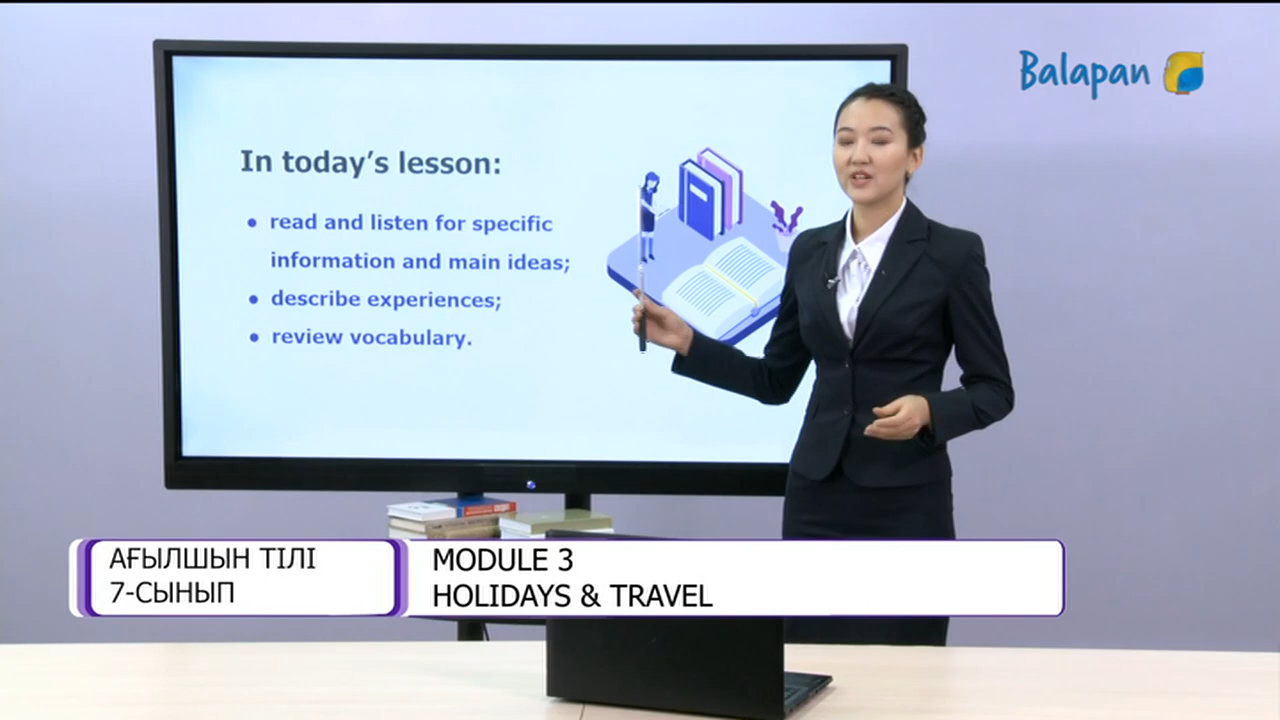 Balapan
In today's lesson:
• read and listen for specific
information and main ideas;
• describe experiences;
• review vocabulary.
АҒЫЛШЫН ТІЛІ
7-СЫНЫП
MODULE 3
HOLIDAYS & TRAVEL